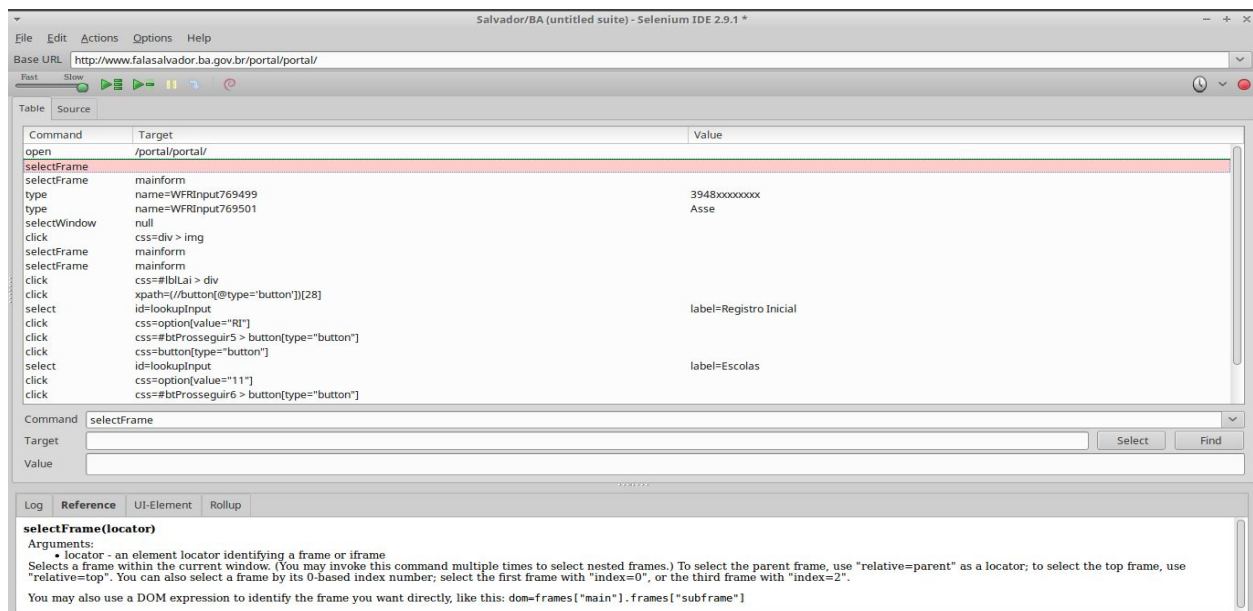 Salvador/BA (untitled suite) - Selenium IDE 2.9.1 *
File Edit Actions Options Help
Base URL http://www.falasalvador.ba.gov.br/portal/portal/
Fast Slow
Table Source
Command Target Value
open /portal/portal/
selectFrame
selectFrame mainform
type name=WFRInput769499 3948xxxxxxxx
type name=WFRInput769501 Asse
selectWindow null
click css=div > img
selectFrame mainform
selectFrame mainform
click css=#lblLai > div
click xpath=(//button[@type='button'])[28]
select id=lookupInput label=Registro Inicial
click css=option[value="RI"]
click css=#btProsseguir5 > button[type="button"]
click css=button[type="button"]
select id=lookupInput label=Escolas
click css=option[value="11"]
click css=#btProsseguir6 > button[type="button"]
Command selectFrame
Target Select Find
Value
Log Reference UI-Element Rollup
selectFrame(locator)
Arguments:
• locator - an element locator identifying a frame or iframe
Selects a frame within the current window. (You may invoke this command multiple times to select nested frames.) To select the parent frame, use "relative=parent" as a locator; to select the top frame, use
"relative=top". You can also select a frame by its 0-based index number; select the first frame with "index=0", or the third frame with "index=2".
You may also use a DOM expression to identify the frame you want directly, like this: dom=frames["main"].frames["subframe"]